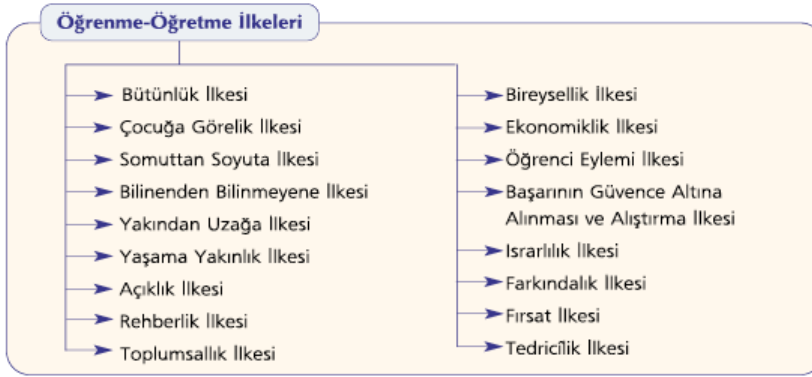 Öğrenme-Öğretme İlkeleri
Bütünlük İlkesi
Çocuğa Görelik İlkesi
Somuttan Soyuta İlkesi
Bilinenden Bilinmeyene İlkesi
Yakından Uzağa İlkesi
Yaşama Yakınlık İlkesi
Açıklık İlkesi
Rehberlik İlkesi
Toplumsallık İlkesi
Bireysellik İlkesi
Ekonomiklik İlkesi
Öğrenci Eylemi İlkesi
Başarının Güvence Altına
Alınması ve Alıştırma İlkesi
Israrlılık İlkesi
Farkındalık İlkesi
Fırsat İlkesi
Tedricîlik İlkesi